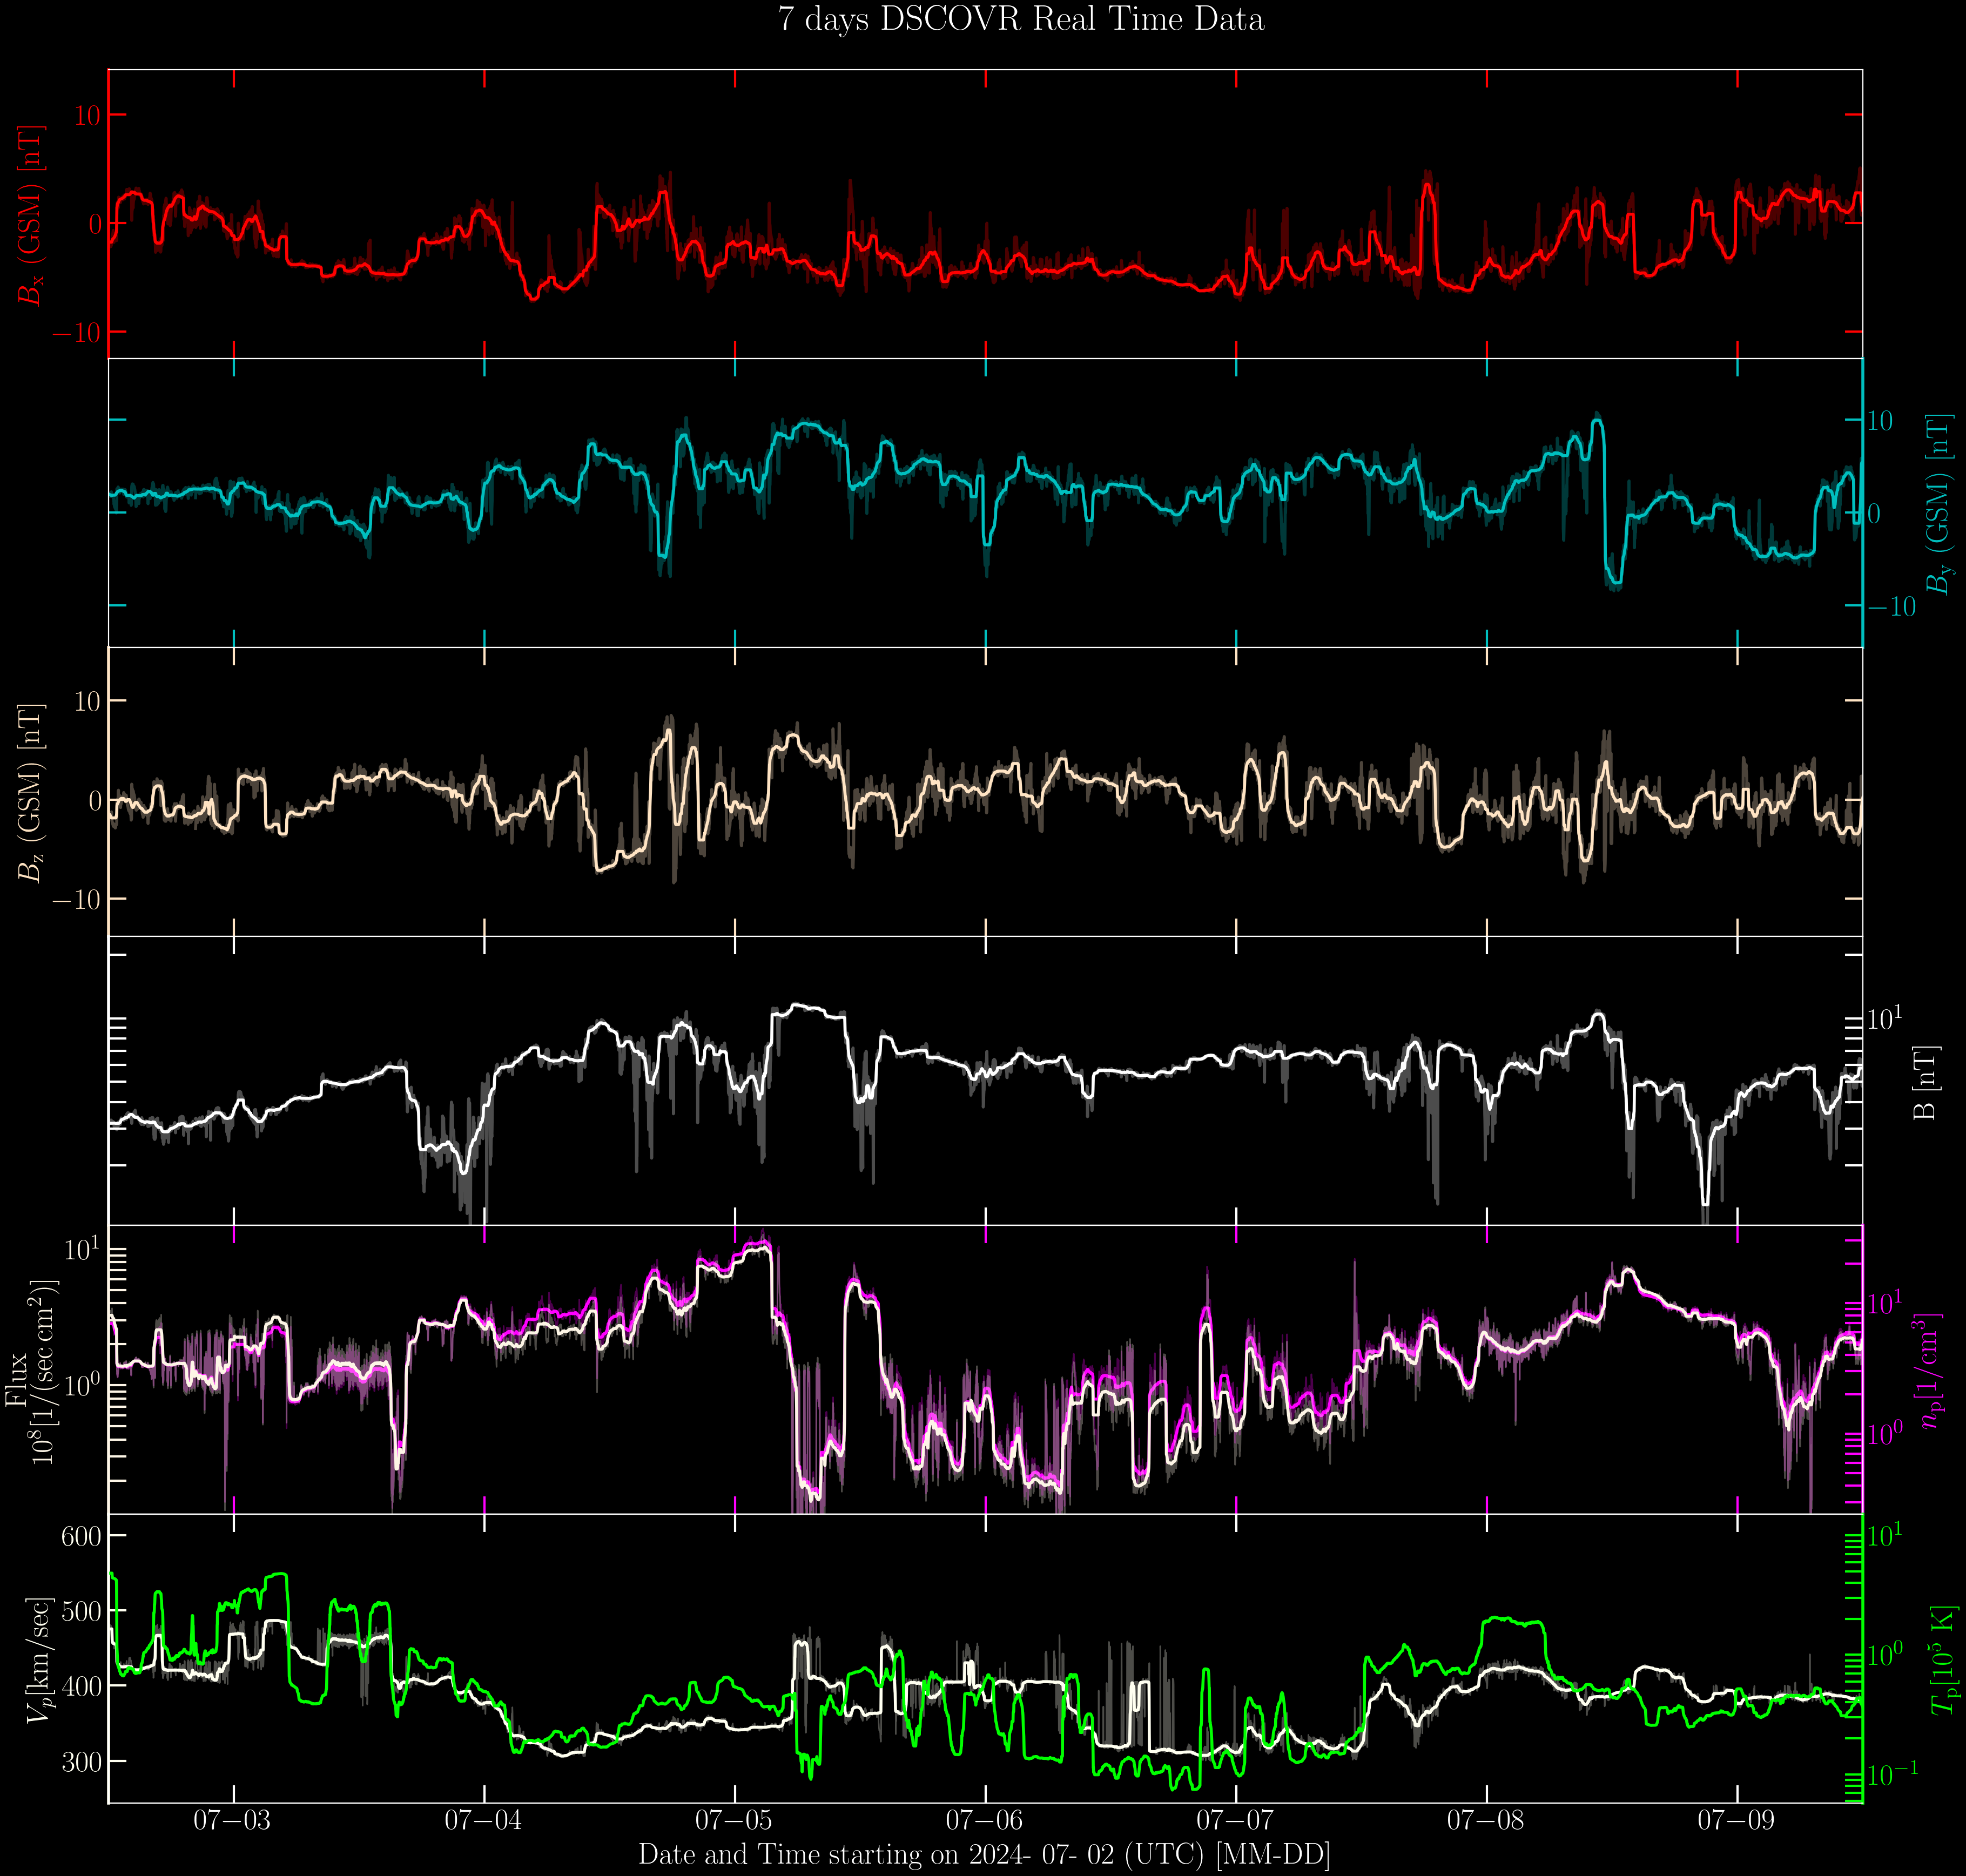 7 days DSCOVR Real Time Data
10
0
−10
Bx (GSM) [nT]
10
0
−10
By (GSM) [nT]
10
0
−10
Bz (GSM) [nT]
10¹
B [nT]
10¹
10⁰
Flux
10⁸[1/(sec cm²)]
10¹
10⁰
np[1/cm³]
600
500
400
300
Vp[km/sec]
10¹
10⁰
10−¹
Tp[10⁵ K]
07−03 07−04 07−05 07−06 07−07 07−08 07−09
Date and Time starting on 2024- 07- 02 (UTC) [MM-DD]